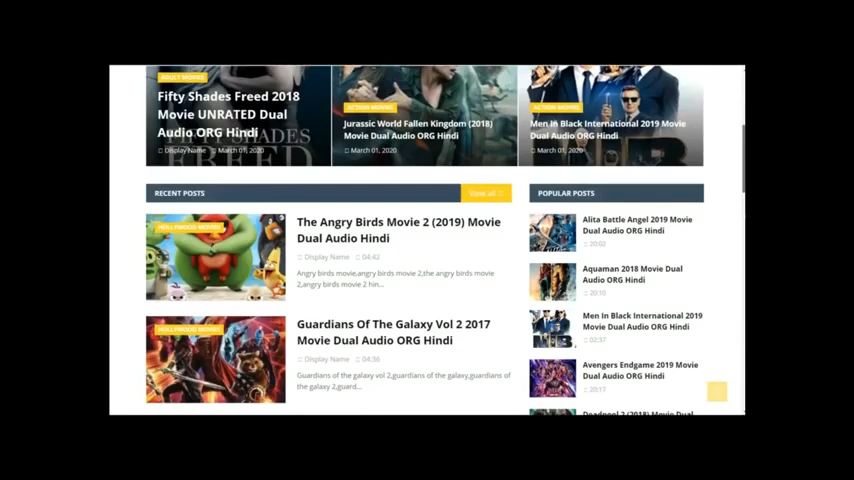 ADULT MOVIES
Fifty Shades Freed 2018
Movie UNRATED Dual
Audio ORG Hindi
Display Name March 01, 2020
ACTION MOVIES
Jurassic World Fallen Kingdom (2018)
Movie Dual Audio ORG Hindi
March 01, 2020
ACTION MOVIES
Men In Black International 2019 Movie
Dual Audio ORG Hindi
March 01, 2020
FIFTY SHADES
FREED
RECENT POSTS
View all
HOLLYWOOD MOVIES
The Angry Birds Movie 2 (2019) Movie
Dual Audio Hindi
Display Name 04:42
Angry birds movie,angry birds movie 2,the angry birds movie
2,angry birds movie 2 hin...
HOLLYWOOD MOVIES
Guardians Of The Galaxy Vol 2 2017
Movie Dual Audio ORG Hindi
Display Name 04:36
Guardians of the galaxy vol 2,guardians of the galaxy,guardians of
the galaxy 2,guard...
POPULAR POSTS
Alita Battle Angel 2019 Movie
Dual Audio ORG Hindi
20:02
Aquaman 2018 Movie Dual
Audio ORG Hindi
20:10
Men In Black International 2019
Movie Dual Audio ORG Hindi
02:37
Avengers Endgame 2019 Movie
Dual Audio ORG Hindi
20:17
Deadpool 2 (2018) Movie Dual